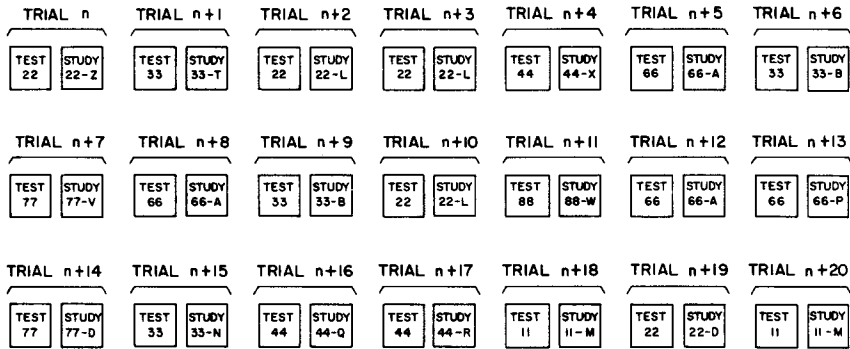 TRIAL n TRIAL n+1 TRIAL n+2 TRIAL n+3 TRIAL n+4 TRIAL n+5 TRIAL n+6
TEST STUDY TEST STUDY TEST STUDY TEST STUDY TEST STUDY TEST STUDY TEST STUDY
22 22-Z 33 33-T 22 22-L 22 22-L 44 44-X 66 66-A 33 33-B
TRIAL n+7 TRIAL n+8 TRIAL n+9 TRIAL n+10 TRIAL n+11 TRIAL n+12 TRIAL n+13
TEST STUDY TEST STUDY TEST STUDY TEST STUDY TEST STUDY TEST STUDY TEST STUDY
77 77-V 66 66-A 33 33-B 22 22-L 88 88-W 66 66-A 66 66-P
TRIAL n+14 TRIAL n+15 TRIAL n+16 TRIAL n+17 TRIAL n+18 TRIAL n+19 TRIAL n+20
TEST STUDY TEST STUDY TEST STUDY TEST STUDY TEST STUDY TEST STUDY TEST STUDY
77 77-D 33 33-N 44 44-Q 44 44-R 11 11-M 22 22-D 11 11-M